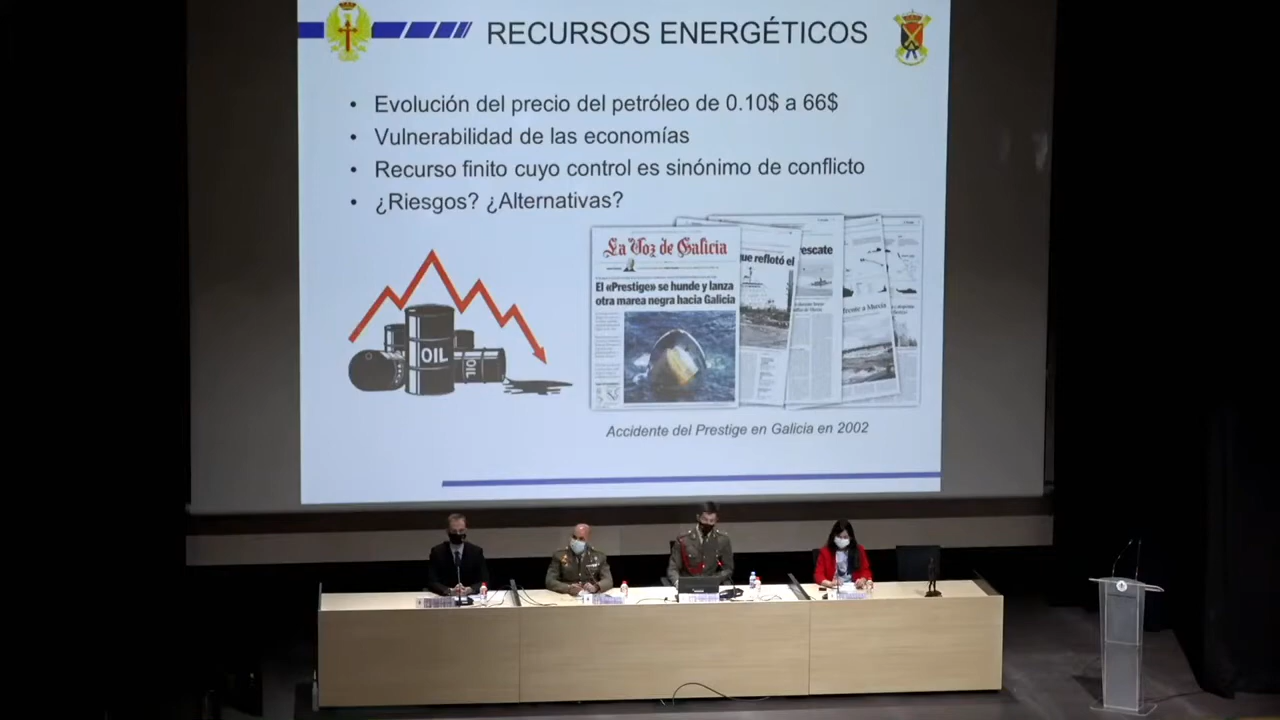 RECURSOS ENERGÉTICOS
• Evolución del precio del petróleo de 0.10$ a 66$
• Vulnerabilidad de las economías
• Recurso finito cuyo control es sinónimo de conflicto
• ¿Riesgos? ¿Alternativas?
La Voz de Galicia
El «Prestige» se hunde y lanza
otra marea negra hacia Galicia
ue reflotó el
escate
OIL
OIL
Accidente del Prestige en Galicia en 2002